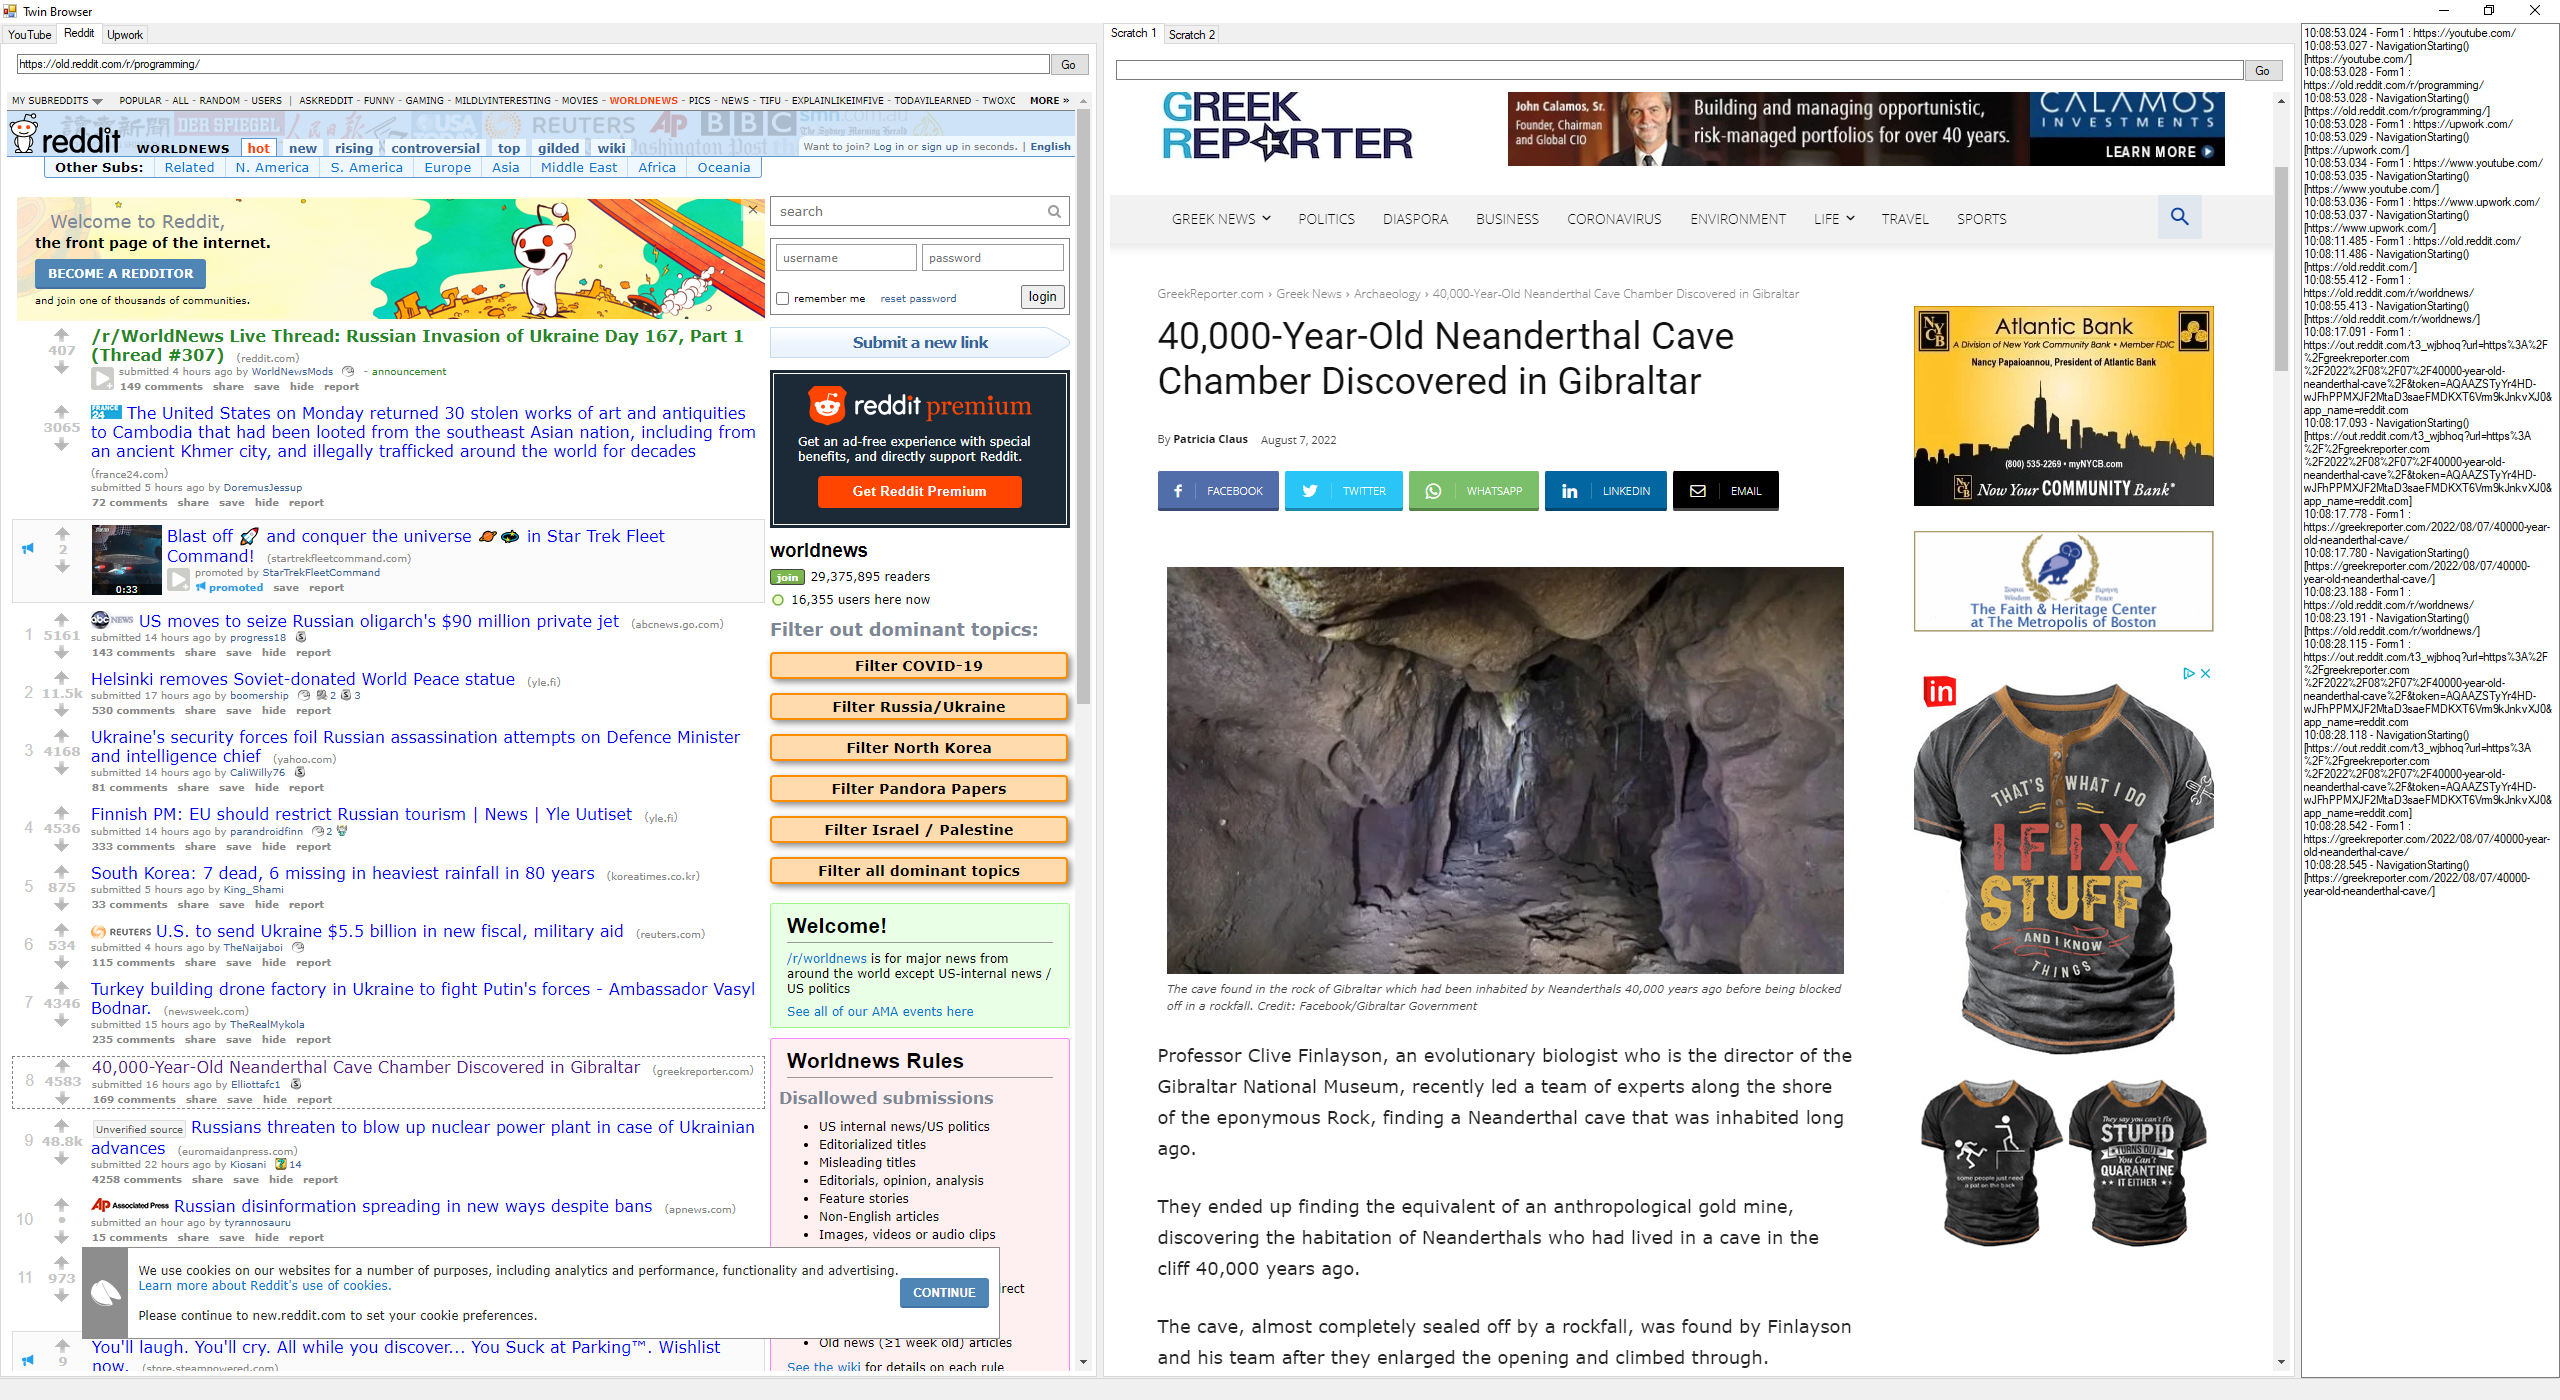 Twin Browser
YouTube
Reddit
Upwork
https://old.reddit.com/r/programming/
Go
MY SUBREDDITS
POPULAR - ALL - RANDOM - USERS | ASKREDDIT - FUNNY - GAMING - MILDLYINTERESTING - MOVIES - WORLDNEWS - PICS - NEWS - TIFU - EXPLAINLIKEIMFIVE - TODAYILEARNED - TWOXC
MORE »
reddit WORLDNEWS
hot new rising controversial top gilded wiki
Want to join? Log in or sign up in seconds. | English
DER SPIEGEL
USA
REUTERS
AP
BBC
smn.com.au
The Sydney Morning Herald
Other Subs: Related N. America S. America Europe Asia Middle East Africa Oceania
Welcome to Reddit,
the front page of the internet.
BECOME A REDDITOR
and join one of thousands of communities.
407
/r/WorldNews Live Thread: Russian Invasion of Ukraine Day 167, Part 1
(Thread #307) (reddit.com)
submitted 4 hours ago by WorldNewsMods - announcement
149 comments share save hide report
3065
FRANCE 24 The United States on Monday returned 30 stolen works of art and antiquities
to Cambodia that had been looted from the southeast Asian nation, including from
an ancient Khmer city, and illegally trafficked around the world for decades
(france24.com)
submitted 5 hours ago by DoremusJessup
72 comments share save hide report
2
0:33
Blast off 🚀 and conquer the universe 🪐🛸 in Star Trek Fleet
Command! (startrekfleetcommand.com)
promoted by StarTrekFleetCommand
promoted save report
1 5161
abc NEWS US moves to seize Russian oligarch's $90 million private jet (abcnews.go.com)
submitted 14 hours ago by progress18
143 comments share save hide report
2 11.5k
Helsinki removes Soviet-donated World Peace statue (yle.fi)
submitted 17 hours ago by boomership 2 3
530 comments share save hide report
3 4168
Ukraine's security forces foil Russian assassination attempts on Defence Minister
and intelligence chief (yahoo.com)
submitted 14 hours ago by CaliWilly76
81 comments share save hide report
4 4536
Finnish PM: EU should restrict Russian tourism | News | Yle Uutiset (yle.fi)
submitted 14 hours ago by parandroidfinn 2
333 comments share save hide report
5 875
South Korea: 7 dead, 6 missing in heaviest rainfall in 80 years (koreatimes.co.kr)
submitted 5 hours ago by King_Shami
33 comments share save hide report
6 534
REUTERS U.S. to send Ukraine $5.5 billion in new fiscal, military aid (reuters.com)
submitted 4 hours ago by TheNaijaboi
115 comments share save hide report
7 4346
Turkey building drone factory in Ukraine to fight Putin's forces - Ambassador Vasyl
Bodnar. (newsweek.com)
submitted 15 hours ago by TheRealMykola
235 comments share save hide report
8 4583
40,000-Year-Old Neanderthal Cave Chamber Discovered in Gibraltar (greekreporter.com)
submitted 16 hours ago by Elliottafc1
169 comments share save hide report
9 48.8k
Unverified source Russians threaten to blow up nuclear power plant in case of Ukrainian
advances (euromaidanpress.com)
submitted 22 hours ago by Kiosani 14
4258 comments share save hide report
10 •
AP Associated Press Russian disinformation spreading in new ways despite bans (apnews.com)
submitted an hour ago by tyrannosauru
15 comments share save hide report
11 973
We use cookies on our websites for a number of purposes, including analytics and performance, functionality and advertising.
Learn more about Reddit's use of cookies.
Please continue to new.reddit.com to set your cookie preferences.
CONTINUE
9
You'll laugh. You'll cry. All while you discover... You Suck at Parking™. Wishlist
now. (store.steampowered.com)
search
username
password
remember me reset password
login
Submit a new link
reddit premium
Get an ad-free experience with special
benefits, and directly support Reddit.
Get Reddit Premium
worldnews
join 29,375,895 readers
16,355 users here now
Filter out dominant topics:
Filter COVID-19
Filter Russia/Ukraine
Filter North Korea
Filter Pandora Papers
Filter Israel / Palestine
Filter all dominant topics
Welcome!
/r/worldnews is for major news from
around the world except US-internal news /
US politics
See all of our AMA events here
Worldnews Rules
Disallowed submissions
• US internal news/US politics
• Editorialized titles
• Misleading titles
• Editorials, opinion, analysis
• Feature stories
• Non-English articles
• Images, videos or audio clips
irect
• Old news (≥1 week old) articles
See the wiki for details on each rule
Scratch 1
Scratch 2
Go
GREEK
REPORTER
John Calamos, Sr.
Founder, Chairman
and Global CIO
Building and managing opportunistic,
risk-managed portfolios for over 40 years.
CALAMOS
INVESTMENTS
LEARN MORE
GREEK NEWS POLITICS DIASPORA BUSINESS CORONAVIRUS ENVIRONMENT LIFE TRAVEL SPORTS
GreekReporter.com › Greek News › Archaeology › 40,000-Year-Old Neanderthal Cave Chamber Discovered in Gibraltar
40,000-Year-Old Neanderthal Cave
Chamber Discovered in Gibraltar
By Patricia Claus August 7, 2022
FACEBOOK
TWITTER
WHATSAPP
LINKEDIN
EMAIL
The cave found in the rock of Gibraltar which had been inhabited by Neanderthals 40,000 years ago before being blocked
off in a rockfall. Credit: Facebook/Gibraltar Government
Professor Clive Finlayson, an evolutionary biologist who is the director of the
Gibraltar National Museum, recently led a team of experts along the shore
of the eponymous Rock, finding a Neanderthal cave that was inhabited long
ago.
They ended up finding the equivalent of an anthropological gold mine,
discovering the habitation of Neanderthals who had lived in a cave in the
cliff 40,000 years ago.
The cave, almost completely sealed off by a rockfall, was found by Finlayson
and his team after they enlarged the opening and climbed through.
NYCB
Atlantic Bank
A Division of New York Community Bank • Member FDIC
Nancy Papaioannou, President of Atlantic Bank
(800) 535-2269 • myNYCB.com
NYCB Now Your COMMUNITY Bank*
Wisdom
Peace
The Faith & Heritage Center
at The Metropolis of Boston
in
THAT'S WHAT I DO
I FIX
STUFF
AND I KNOW
THINGS
some people just need
a pat on the back
They say you can't fix
STUPID
TURNS OUT
You Can't
QUARANTINE
IT EITHER
10:08:53.024 - Form1 : https://youtube.com/
10:08:53.027 - NavigationStarting()
[https://youtube.com/]
10:08:53.028 - Form1 :
https://old.reddit.com/r/programming/
10:08:53.028 - NavigationStarting()
[https://old.reddit.com/r/programming/]
10:08:53.028 - Form1 : https://upwork.com/
10:08:53.029 - NavigationStarting()
[https://upwork.com/]
10:08:53.034 - Form1 : https://www.youtube.com/
10:08:53.035 - NavigationStarting()
[https://www.youtube.com/]
10:08:53.036 - Form1 : https://www.upwork.com/
10:08:53.037 - NavigationStarting()
[https://www.upwork.com/]
10:08:11.485 - Form1 : https://old.reddit.com/
10:08:11.486 - NavigationStarting()
[https://old.reddit.com/]
10:08:55.412 - Form1 :
https://old.reddit.com/r/worldnews/
10:08:55.413 - NavigationStarting()
[https://old.reddit.com/r/worldnews/]
10:08:17.091 - Form1 :
https://out.reddit.com/t3_wjbhoq?url=https%3A%2F
%2Fgreekreporter.com
%2F2022%2F08%2F07%2F40000-year-old-
neanderthal-cave%2F&token=AQAAZSTyYr4HD-
wJFhPPMXJF2MtaD3saeFMDKXT6Vrm9kJnkvXJ0&
app_name=reddit.com
10:08:17.093 - NavigationStarting()
[https://out.reddit.com/t3_wjbhoq?url=https%3A
%2F%2Fgreekreporter.com
%2F2022%2F08%2F07%2F40000-year-old-
neanderthal-cave%2F&token=AQAAZSTyYr4HD-
wJFhPPMXJF2MtaD3saeFMDKXT6Vrm9kJnkvXJ0&
app_name=reddit.com]
10:08:17.778 - Form1 :
https://greekreporter.com/2022/08/07/40000-year-
old-neanderthal-cave/
10:08:17.780 - NavigationStarting()
[https://greekreporter.com/2022/08/07/40000-
year-old-neanderthal-cave/]
10:08:23.188 - Form1 :
https://old.reddit.com/r/worldnews/
10:08:23.191 - NavigationStarting()
[https://old.reddit.com/r/worldnews/]
10:08:28.115 - Form1 :
https://out.reddit.com/t3_wjbhoq?url=https%3A%2F
%2Fgreekreporter.com
%2F2022%2F08%2F07%2F40000-year-old-
neanderthal-cave%2F&token=AQAAZSTyYr4HD-
wJFhPPMXJF2MtaD3saeFMDKXT6Vrm9kJnkvXJ0&
app_name=reddit.com
10:08:28.118 - NavigationStarting()
[https://out.reddit.com/t3_wjbhoq?url=https%3A
%2F%2Fgreekreporter.com
%2F2022%2F08%2F07%2F40000-year-old-
neanderthal-cave%2F&token=AQAAZSTyYr4HD-
wJFhPPMXJF2MtaD3saeFMDKXT6Vrm9kJnkvXJ0&
app_name=reddit.com]
10:08:28.542 - Form1 :
https://greekreporter.com/2022/08/07/40000-year-
old-neanderthal-cave/
10:08:28.545 - NavigationStarting()
[https://greekreporter.com/2022/08/07/40000-
year-old-neanderthal-cave/]